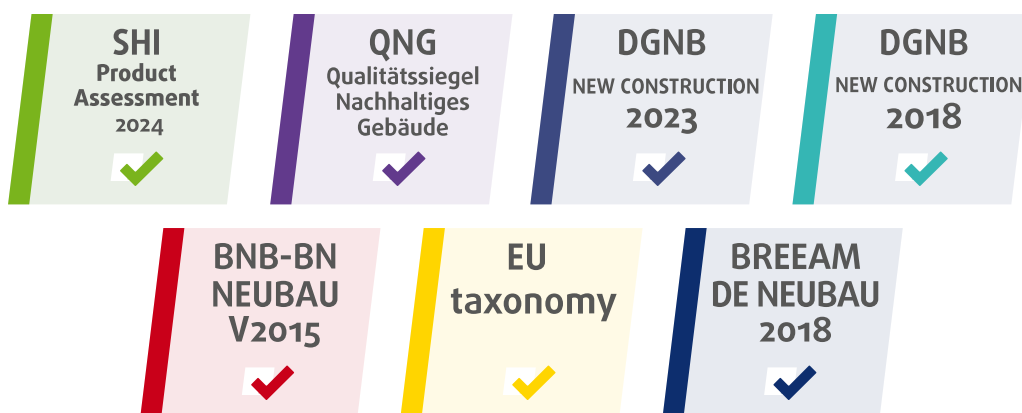 SHI
Product
Assessment
2024
QNG
Qualitätssiegel
Nachhaltiges
Gebäude
DGNB
NEW CONSTRUCTION
2023
DGNB
NEW CONSTRUCTION
2018
BNB-BN
NEUBAU
V2015
EU
taxonomy
BREEAM
DE NEUBAU
2018